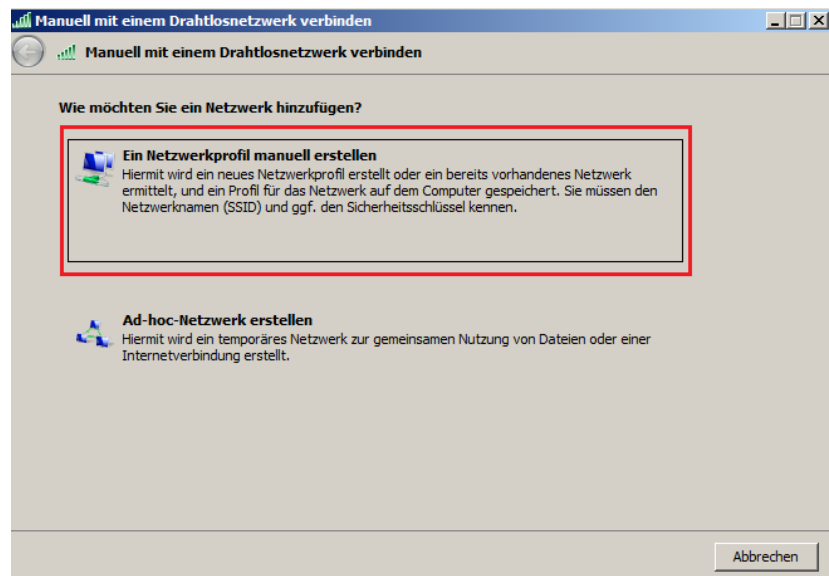 Manuell mit einem Drahtlosnetzwerk verbinden
Manuell mit einem Drahtlosnetzwerk verbinden
Wie möchten Sie ein Netzwerk hinzufügen?
Ein Netzwerkprofil manuell erstellen
Hiermit wird ein neues Netzwerkprofil erstellt oder ein bereits vorhandenes Netzwerk
ermittelt, und ein Profil für das Netzwerk auf dem Computer gespeichert. Sie müssen den
Netzwerknamen (SSID) und ggf. den Sicherheitsschlüssel kennen.
Ad-hoc-Netzwerk erstellen
Hiermit wird ein temporäres Netzwerk zur gemeinsamen Nutzung von Dateien oder einer
Internetverbindung erstellt.
Abbrechen